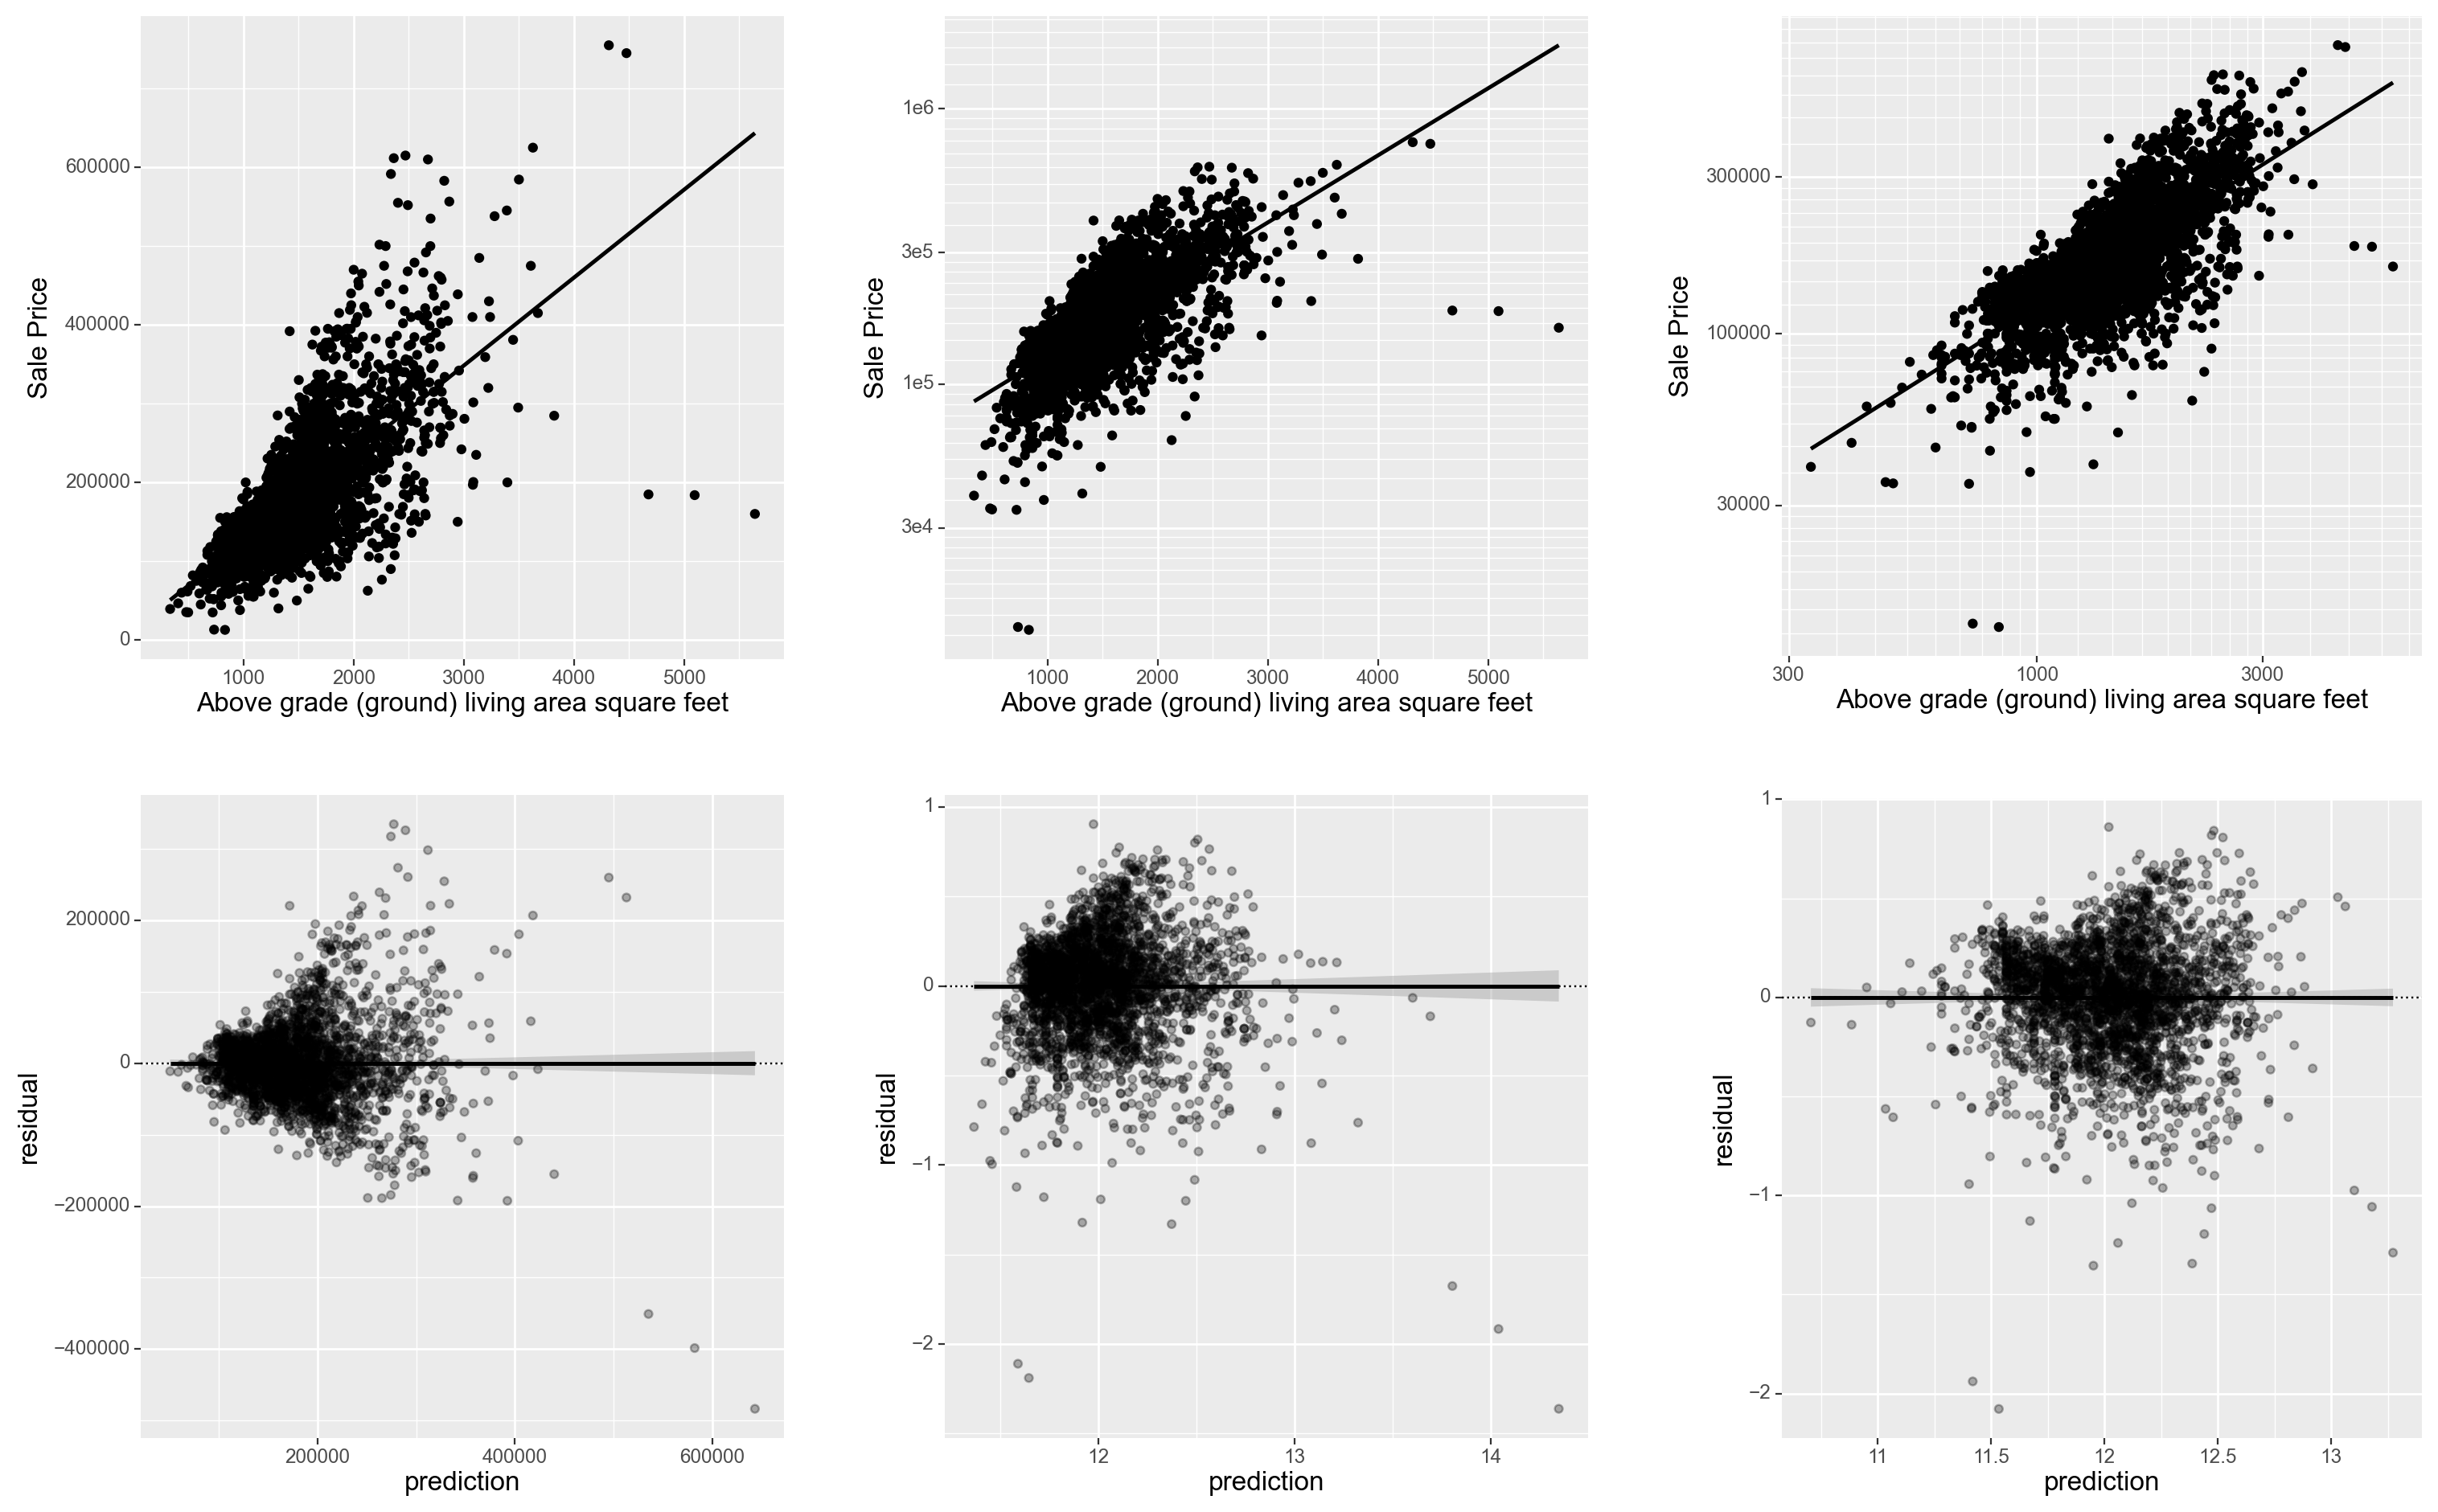 600000
400000
200000
0
Sale Price
1000 2000 3000 4000 5000
Above grade (ground) living area square feet
1e6
3e5
1e5
3e4
Sale Price
1000 2000 3000 4000 5000
Above grade (ground) living area square feet
300000
100000
30000
Sale Price
300 1000 3000
Above grade (ground) living area square feet
200000
0
−200000
−400000
residual
200000 400000 600000
prediction
1
0
−1
−2
residual
12 13 14
prediction
1
0
−1
−2
residual
11 11.5 12 12.5 13
prediction